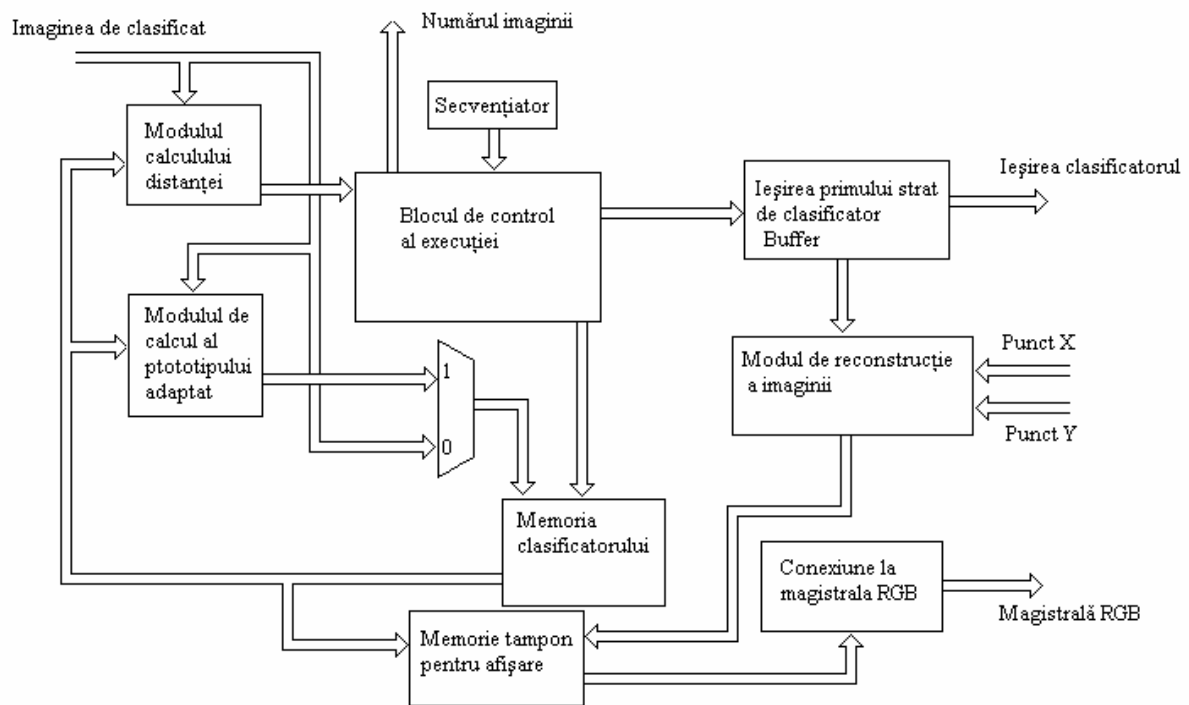 Imaginea de clasificat
Numărul imaginii
Secvențiator
Modulul
calculului
distanței
Blocul de control
al execuției
Ieșirea primului strat
de clasificator
Buffer
Ieșirea clasificatorul
Modulul de
calcul al
ptototipului
adaptat
1
0
Modul de reconstrucție
a imaginii
Punct X
Punct Y
Memoria
clasificatorului
Conexiune la
magistrala RGB
Magistrală RGB
Memorie tampon
pentru afișare